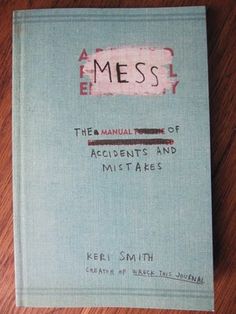 MESS
THE MANUAL OF
ACCIDENTS AND
MISTAKES
KERI SMITH
CREATOR OF WRECK THIS JOURNAL